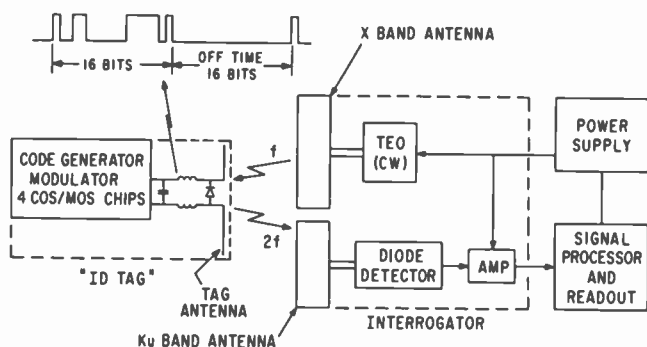 16 BITS
OFF TIME
16 BITS
X BAND ANTENNA
CODE GENERATOR
MODULATOR
4 COS/MOS CHIPS
"ID TAG"
TAG
ANTENNA
f
2f
TEO
(CW)
POWER
SUPPLY
DIODE
DETECTOR
AMP
SIGNAL
PROCESSOR
AND
READOUT
INTERROGATOR
Ku BAND ANTENNA